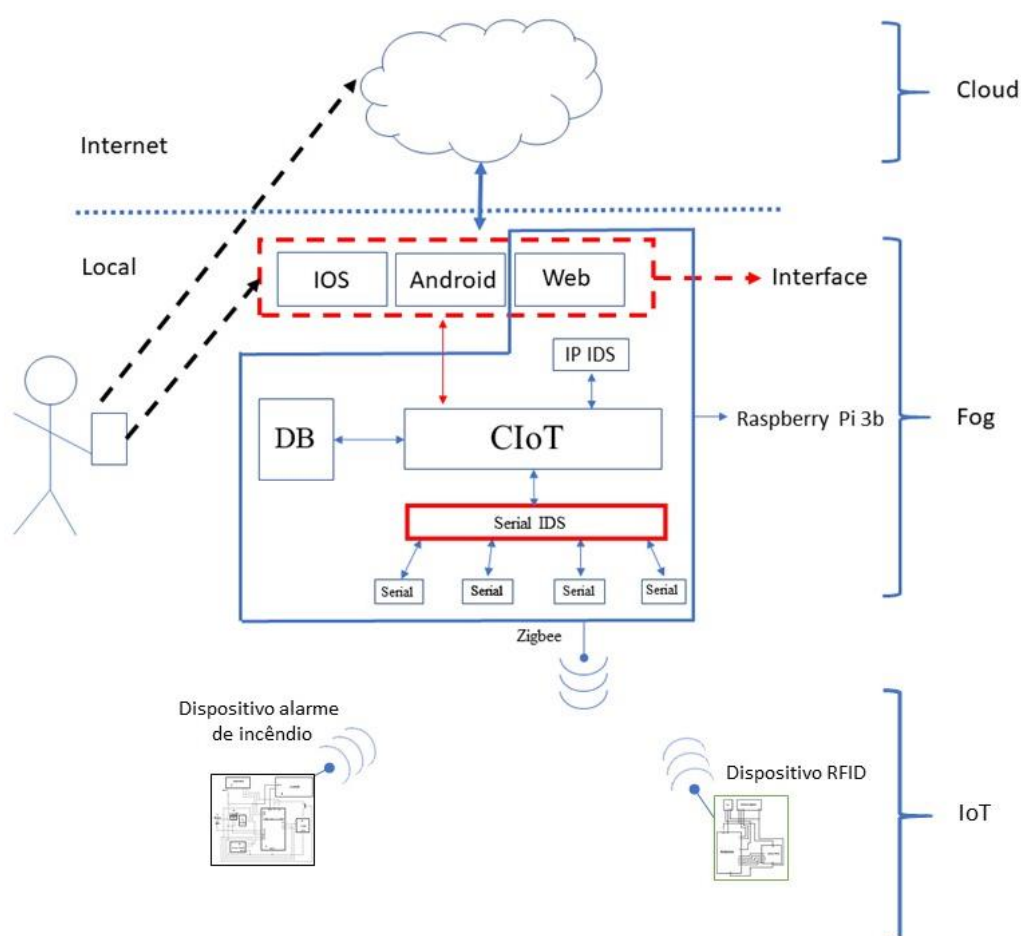 Cloud
Internet
Local
IOS
Android
Web
Interface
IP IDS
DB
CIoT
Raspberry Pi 3b
Fog
Serial IDS
Serial
Serial
Serial
Serial
Zigbee
Dispositivo alarme
de incêndio
Dispositivo RFID
IoT